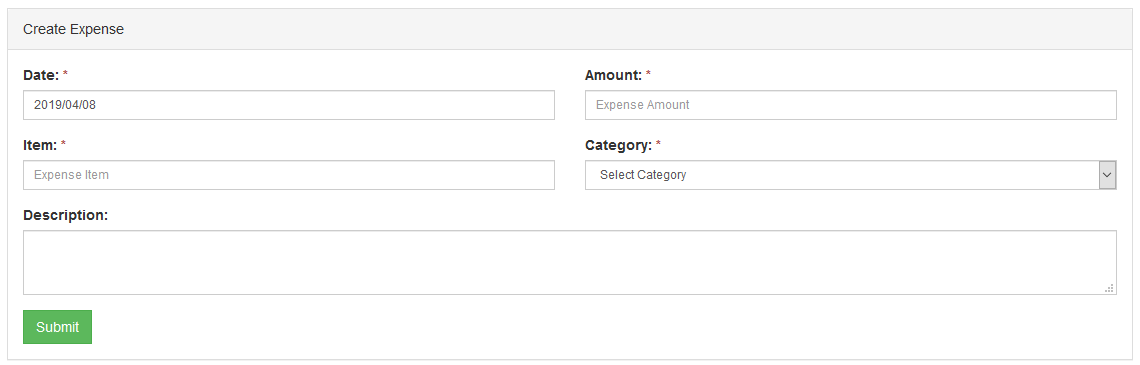 Create Expense
Date: *
Amount: *
2019/04/08
Expense Amount
Item: *
Category: *
Expense Item
Select Category
Description:
Submit